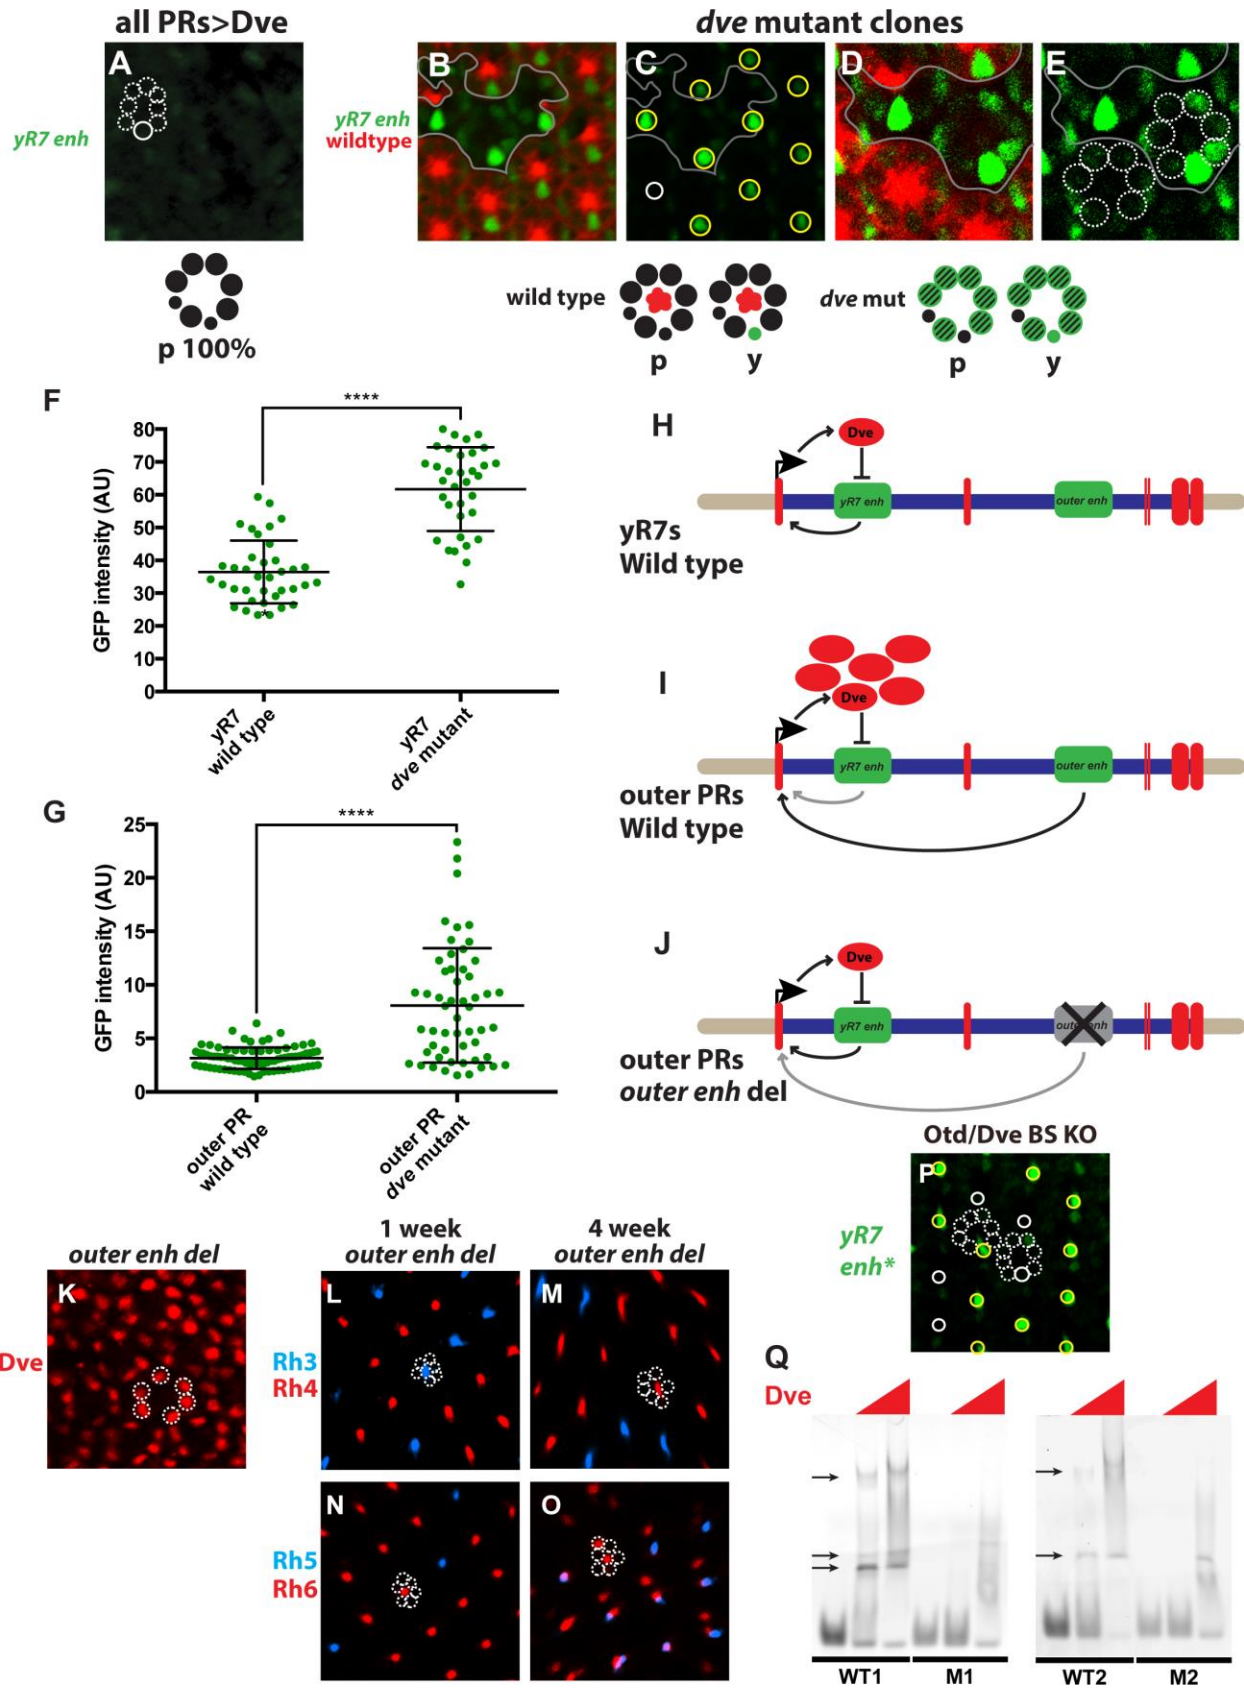 all PRs>Dve
dve mutant clones
A
B
C
D
E
yR7 enh
yR7 enh
wildtype
wild type
p
y
dve mut
p
y
p 100%
F
****
GFP intensity (AU)
80
70
60
50
40
30
20
10
0
yR7
wild type
yR7
dve mutant
G
****
GFP intensity (AU)
25
20
15
10
5
0
outer PR
wild type
outer PR
dve mutant
H
Dve
yR7 enh
outer enh
yR7s
Wild type
I
Dve
yR7 enh
outer enh
outer PRs
Wild type
J
Dve
yR7 enh
outer enh
outer PRs
outer enh del
outer enh del
K
Dve
1 week
outer enh del
4 week
outer enh del
L
M
Rh3
Rh4
N
O
Rh5
Rh6
Otd/Dve BS KO
P
yR7
enh*
Q
Dve
WT1
M1
WT2
M2